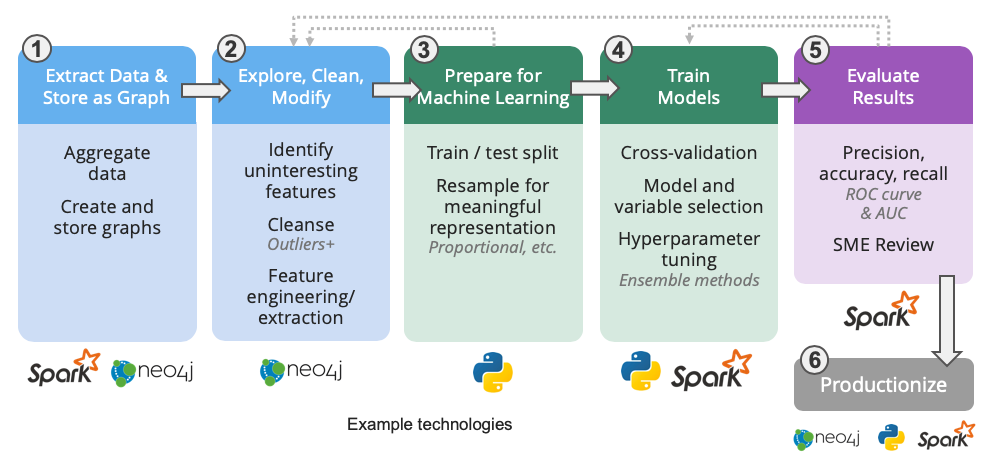 1
Extract Data &
Store as Graph
Aggregate
data
Create and
store graphs
Spark
neo4j
2
Explore, Clean,
Modify
Identify
uninteresting
features
Cleanse
Outliers+
Feature
engineering/
extraction
neo4j
3
Prepare for
Machine Learning
Train / test split
Resample for
meaningful
representation
Proportional, etc.
4
Train
Models
Cross-validation
Model and
variable selection
Hyperparameter
tuning
Ensemble methods
Spark
5
Evaluate
Results
Precision,
accuracy, recall
ROC curve
& AUC
SME Review
Spark
6
Productionize
neo4j
Spark
Example technologies